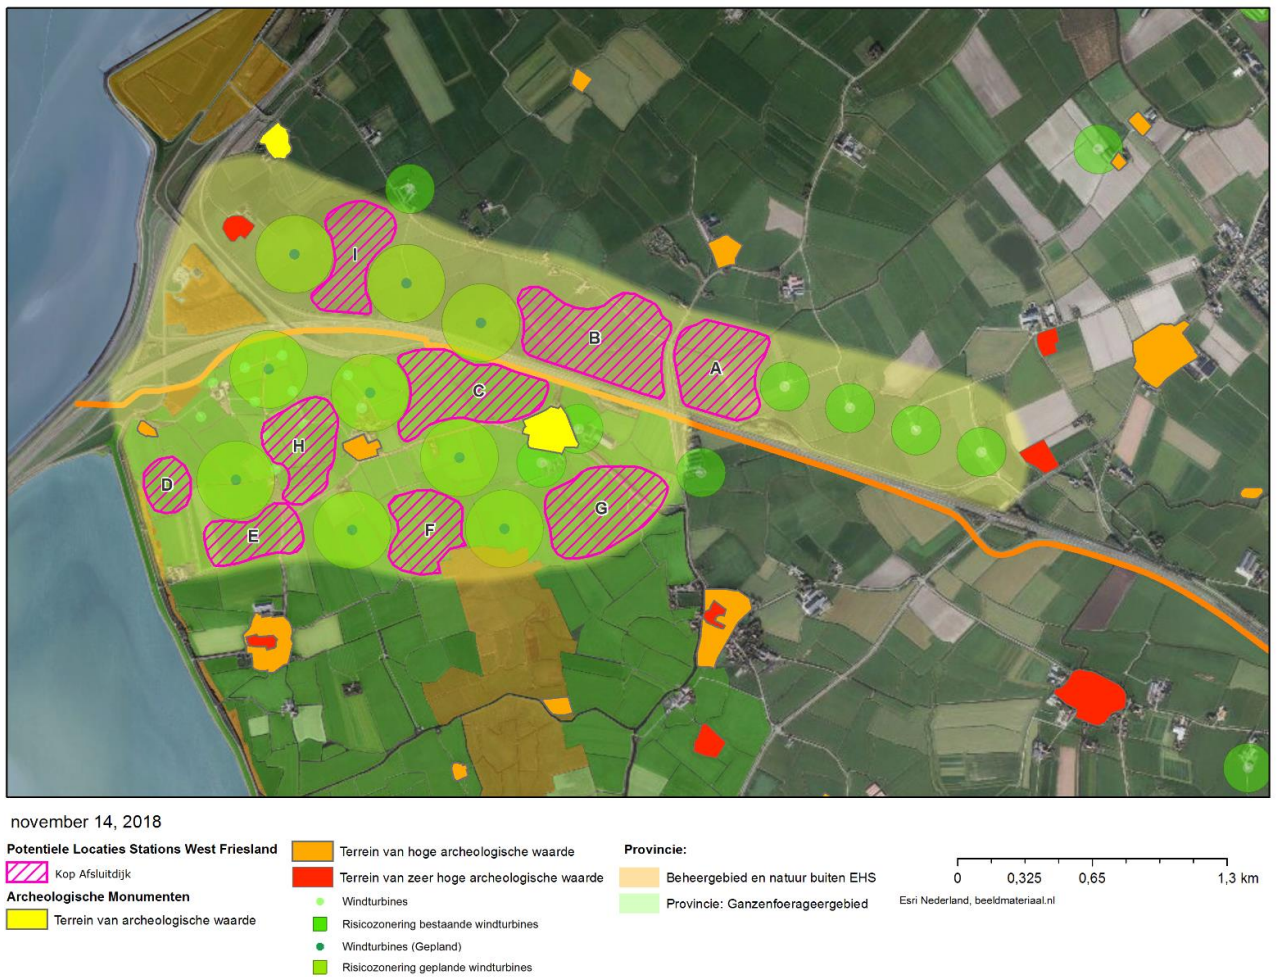 I
B
A
C
H
D
G
F
E
november 14, 2018
Potentiele Locaties Stations West Friesland
Kop Afsluitdijk
Archeologische Monumenten
Terrein van archeologische waarde
Terrein van hoge archeologische waarde
Terrein van zeer hoge archeologische waarde
Windturbines
Risicozonering bestaande windturbines
Windturbines (Gepland)
Risicozonering geplande windturbines
Provincie:
Beheergebied en natuur buiten EHS
Provincie: Ganzenfoerageergebied
0 0,325 0,65 1,3 km
Esri Nederland, beeldmateriaal.nl